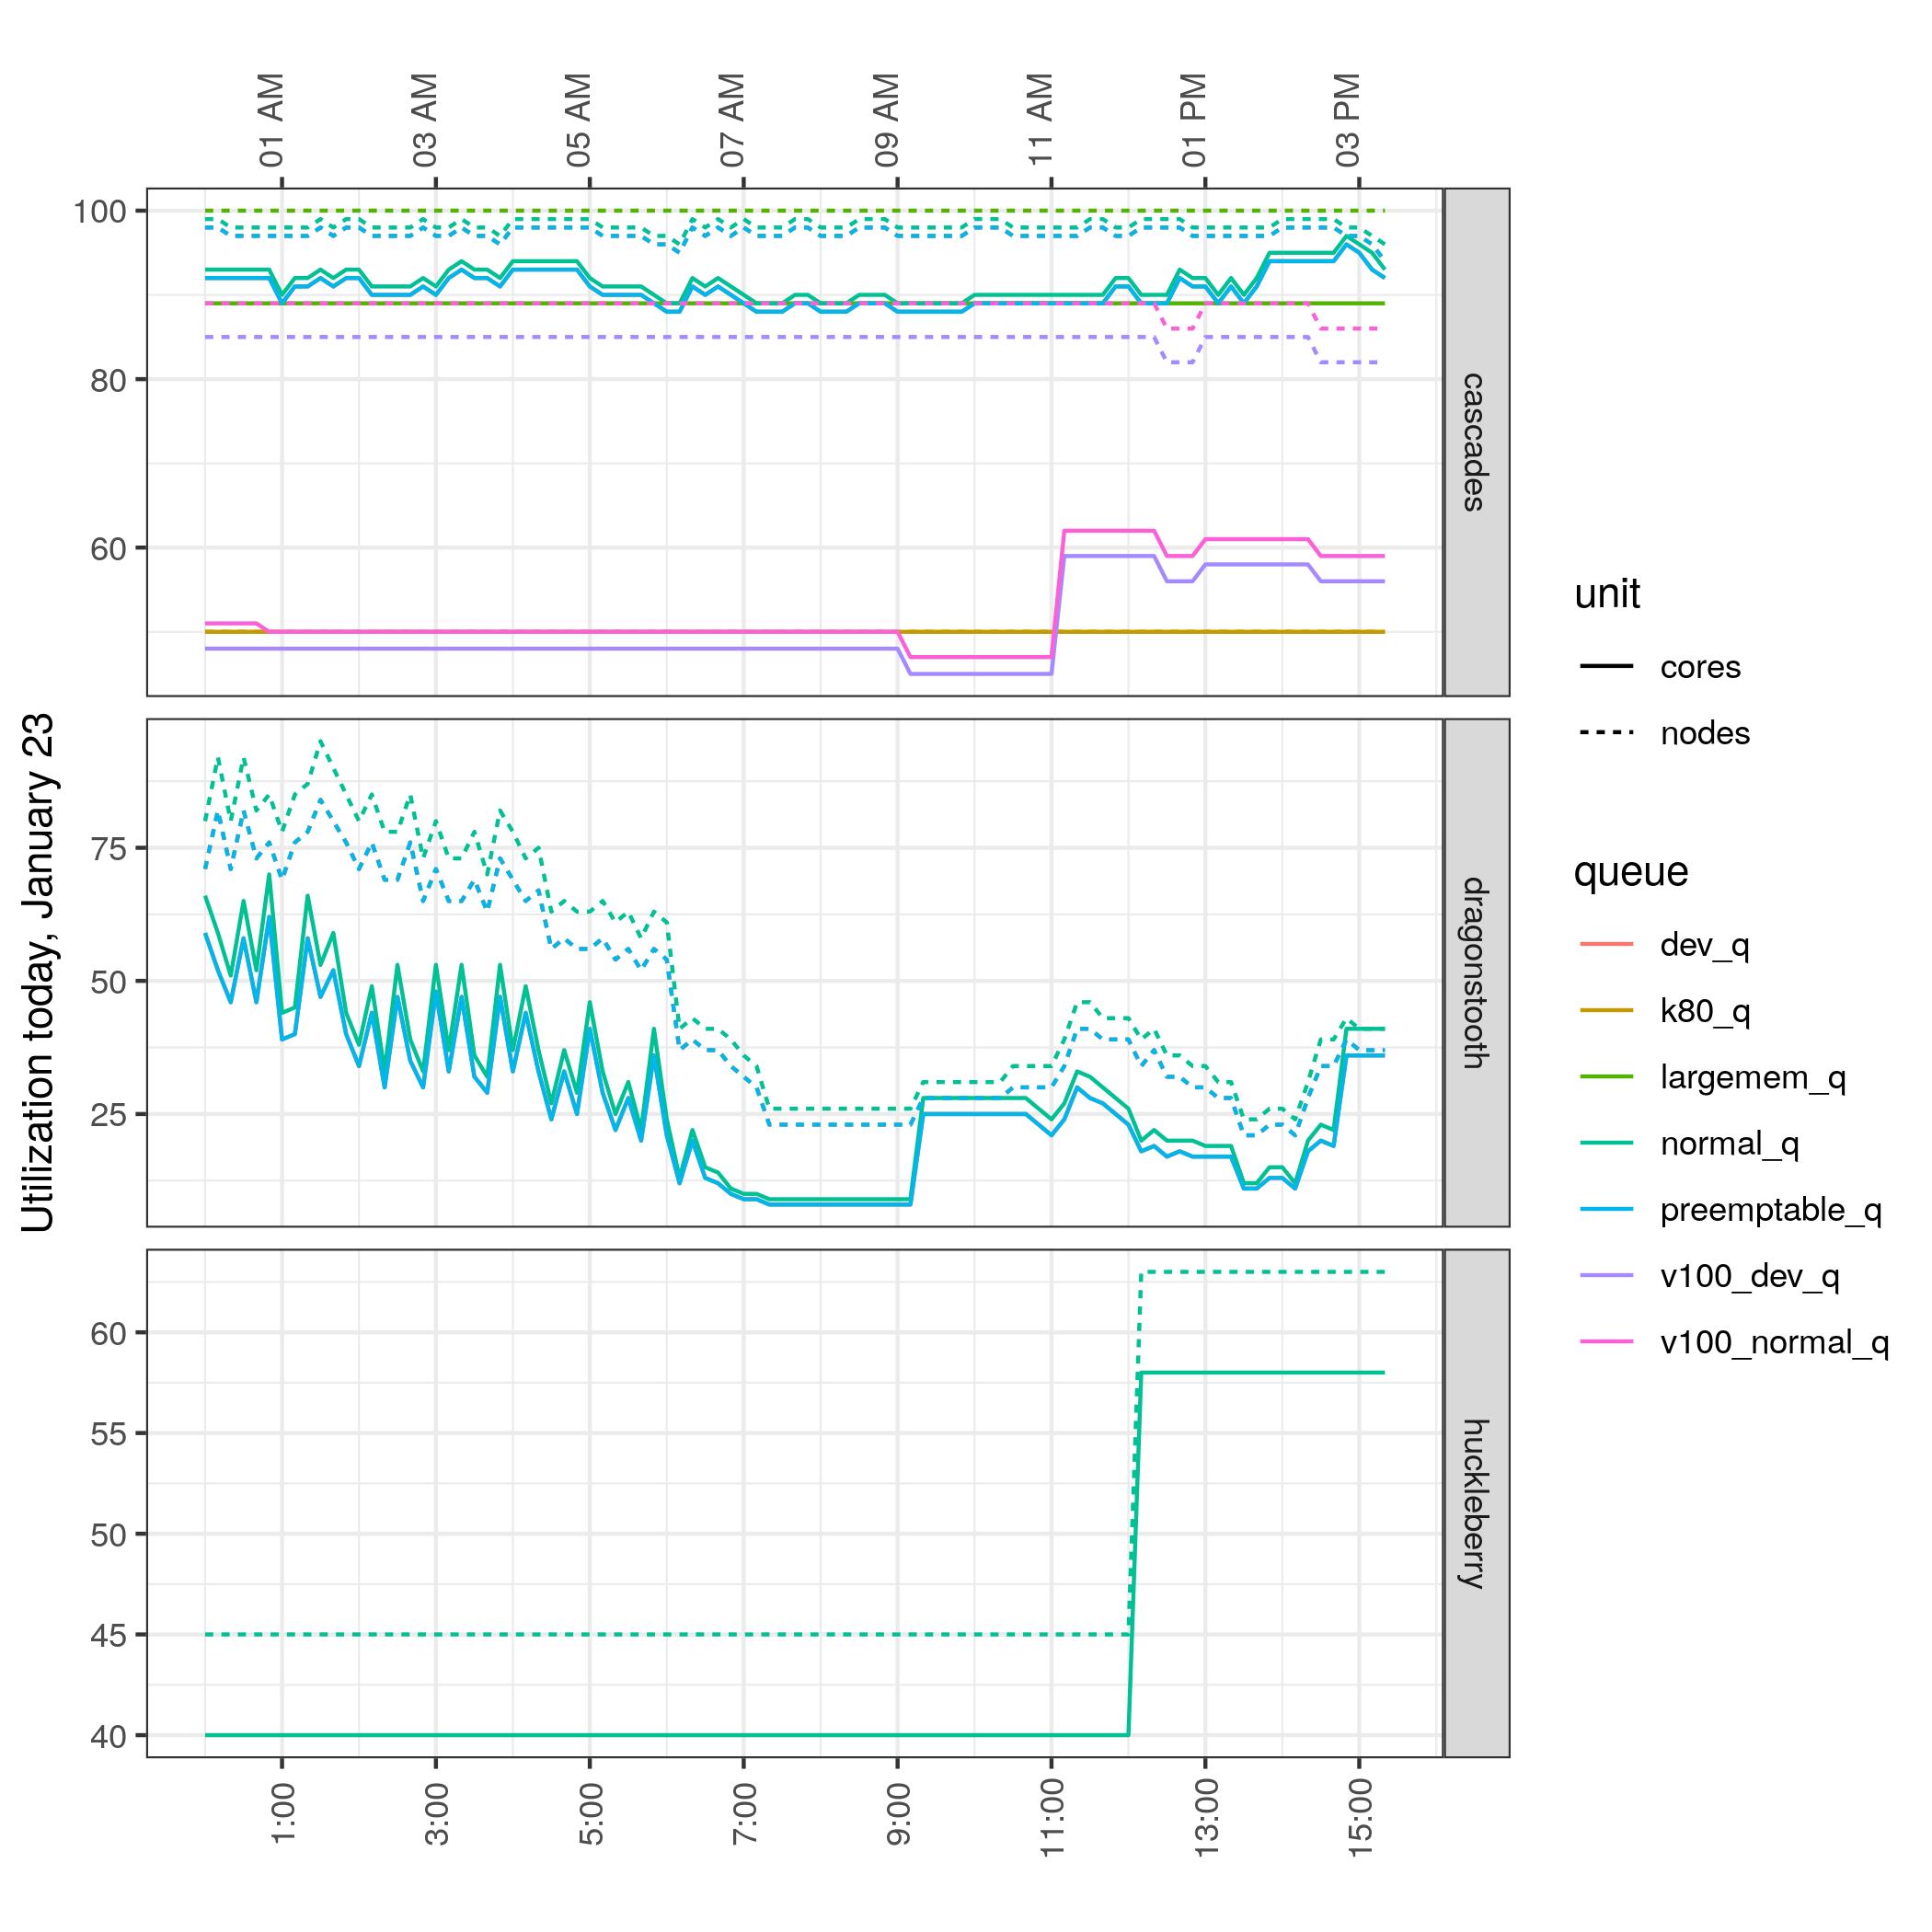 01 AM
03 AM
05 AM
07 AM
09 AM
11 AM
01 PM
03 PM
Utilization today, January 23
100
80
60
cascades
75
50
25
dragonstooth
60
55
50
45
40
huckleberry
1:00
3:00
5:00
7:00
9:00
11:00
13:00
15:00
unit
cores
nodes
queue
dev_q
k80_q
largemem_q
normal_q
preemptable_q
v100_dev_q
v100_normal_q